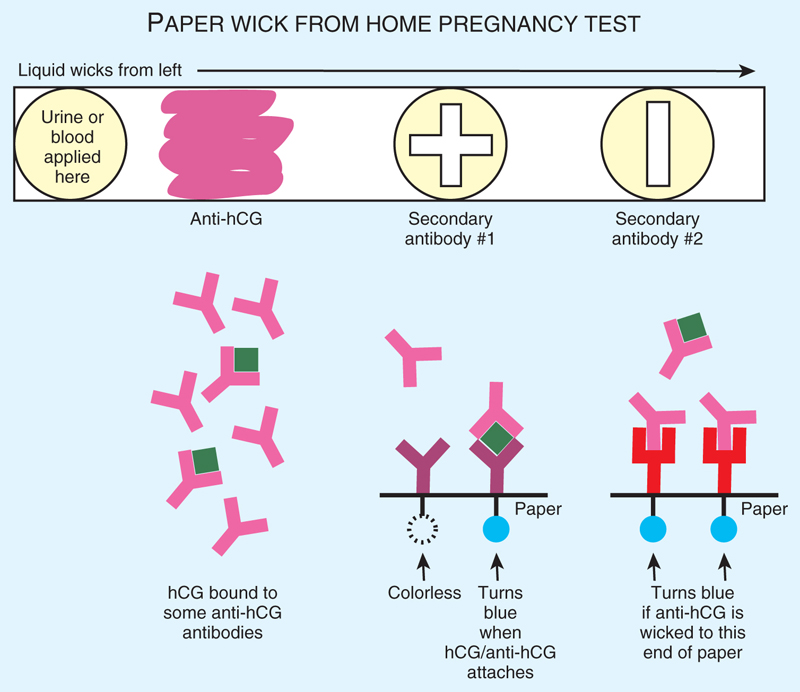 PAPER WICK FROM HOME PREGNANCY TEST
Liquid wicks from left
Urine or
blood
applied
here
Anti-hCG
Secondary
antibody #1
Secondary
antibody #2
Paper
Paper
hCG bound to
some anti-hCG
antibodies
Colorless
Turns
blue
when
hCG/anti-hCG
attaches
Turns blue
if anti-hCG is
wicked to this
end of paper